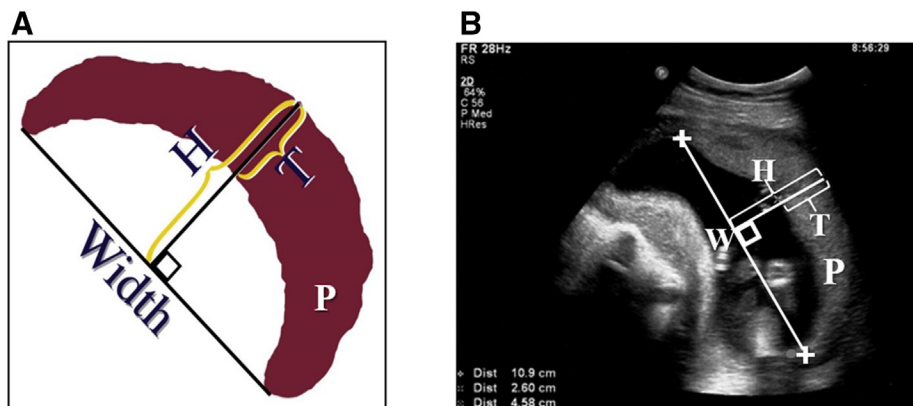 A
H
T
Width
P
B
FR 28Hz
RS
8:56:29
2D
64%
C 56
P Med
HRes
H
W
T
P
Dist 10.9 cm
Dist 2.60 cm
Dist 4.58 cm